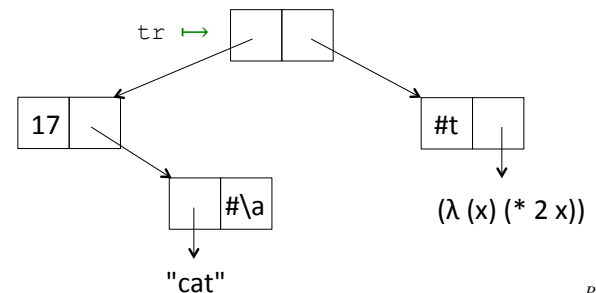 tr ↦
17
#t
#\a
(λ (x) (* 2 x))
"cat"
P